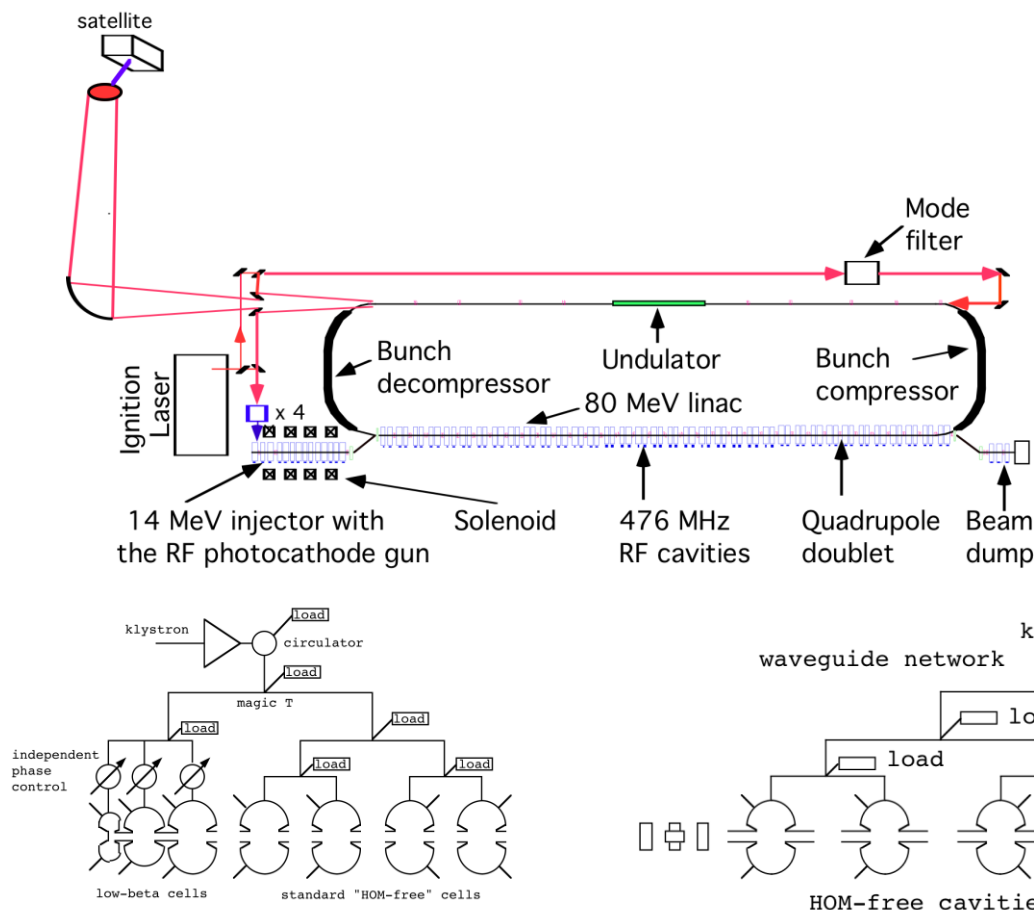 satellite
Mode
filter
Ignition
Laser
Bunch
decompressor
Undulator
Bunch
compressor
x 4
80 MeV linac
14 MeV injector with
the RF photocathode gun
Solenoid
476 MHz
RF cavities
Quadrupole
doublet
Beam
dump
klystron
load
circulator
load
magic T
load
load
load
load
independent
phase
control
low-beta cells
standard "HOM-free" cells
k
waveguide network
lo
load
HOM-free cavitie